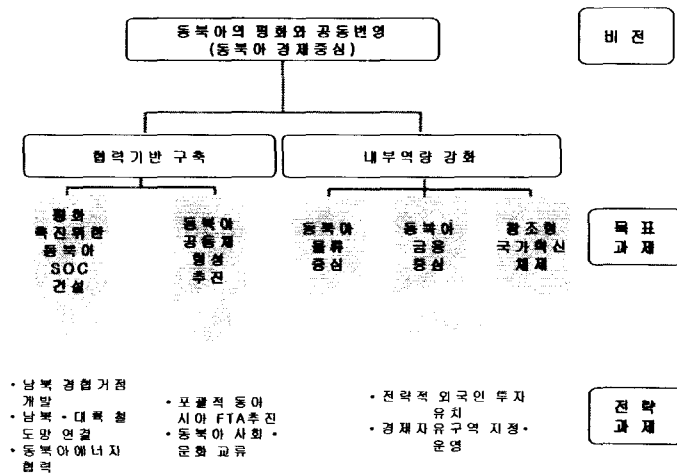 동북아의 평화와 공동번영
(동북아 경제중심)
비 전
협력기반 구축
내부역량 강화
평화
촉진위한
동북아
SOC
건설
동북아
공동체
형성
추진
동북아
물류
중심
동북아
금융
중심
창조형
국가혁신
체제
목 표
과 제
• 남북 경협거점
개발
• 남북 • 대륙 철
도망 연결
• 동북아에너지
협력
• 포괄적 동아
시아 FTA추진
• 동북아 사회 •
문화 교류
• 전략적 외국인 투자
유치
• 경제자유구역 지정 •
운영
전 략
과 제